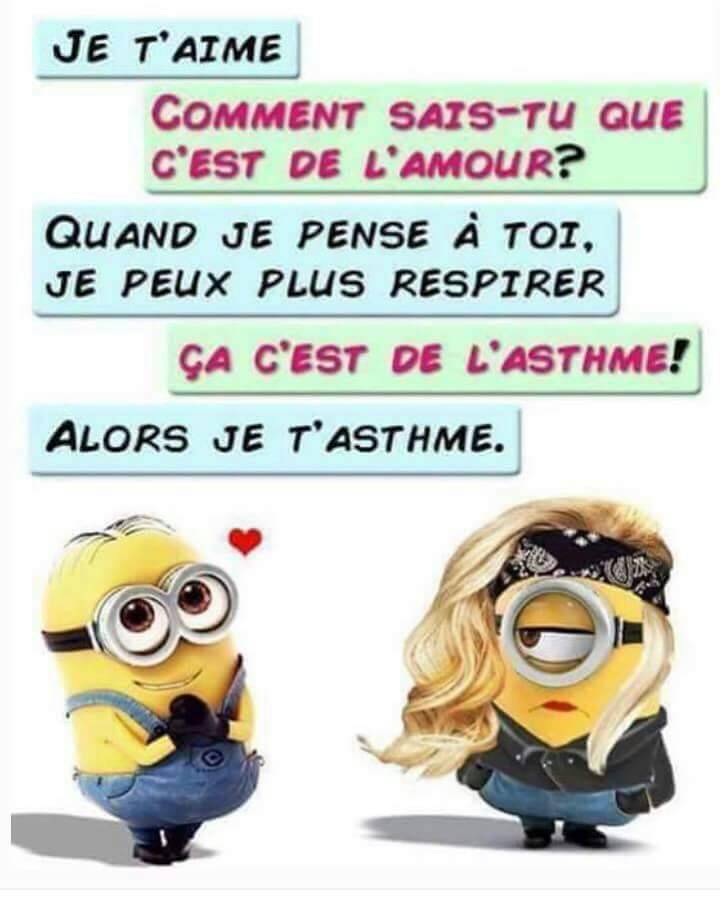 JE T'AIME
COMMENT SAIS-TU QUE
C'EST DE L'AMOUR?
QUAND JE PENSE À TOI,
JE PEUX PLUS RESPIRER
ÇA C'EST DE L'ASTHME!
ALORS JE T'ASTHME.